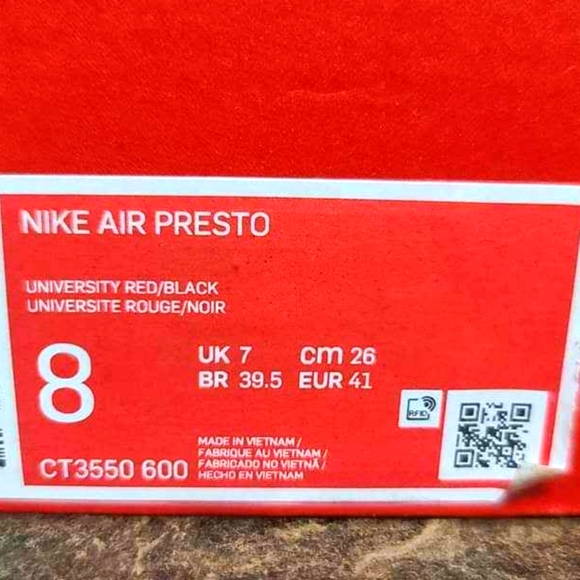 NIKE AIR PRESTO
UNIVERSITY RED/BLACK
UNIVERSITE ROUGE/NOIR
8
UK 7 cm 26
BR 39.5 EUR 41
RFID
CT3550 600
MADE IN VIETNAM /
FABRIQUE AU VIETNAM /
FABRICADO NO VIETNÃ /
HECHO EN VIETNAM